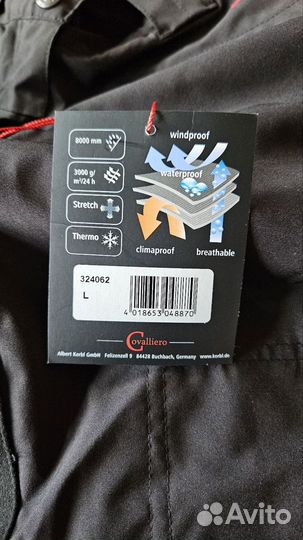 8000 mm
windproof
3000 g/
m²/24 h
waterproof
Stretch
Thermo
climaproof
breathable
324062
L
4 018653 048870
Covalliero
Albert Kerbl GmbH Felizenzell 9 84428 Buchbach, Germany www.kerbl.de
Avito